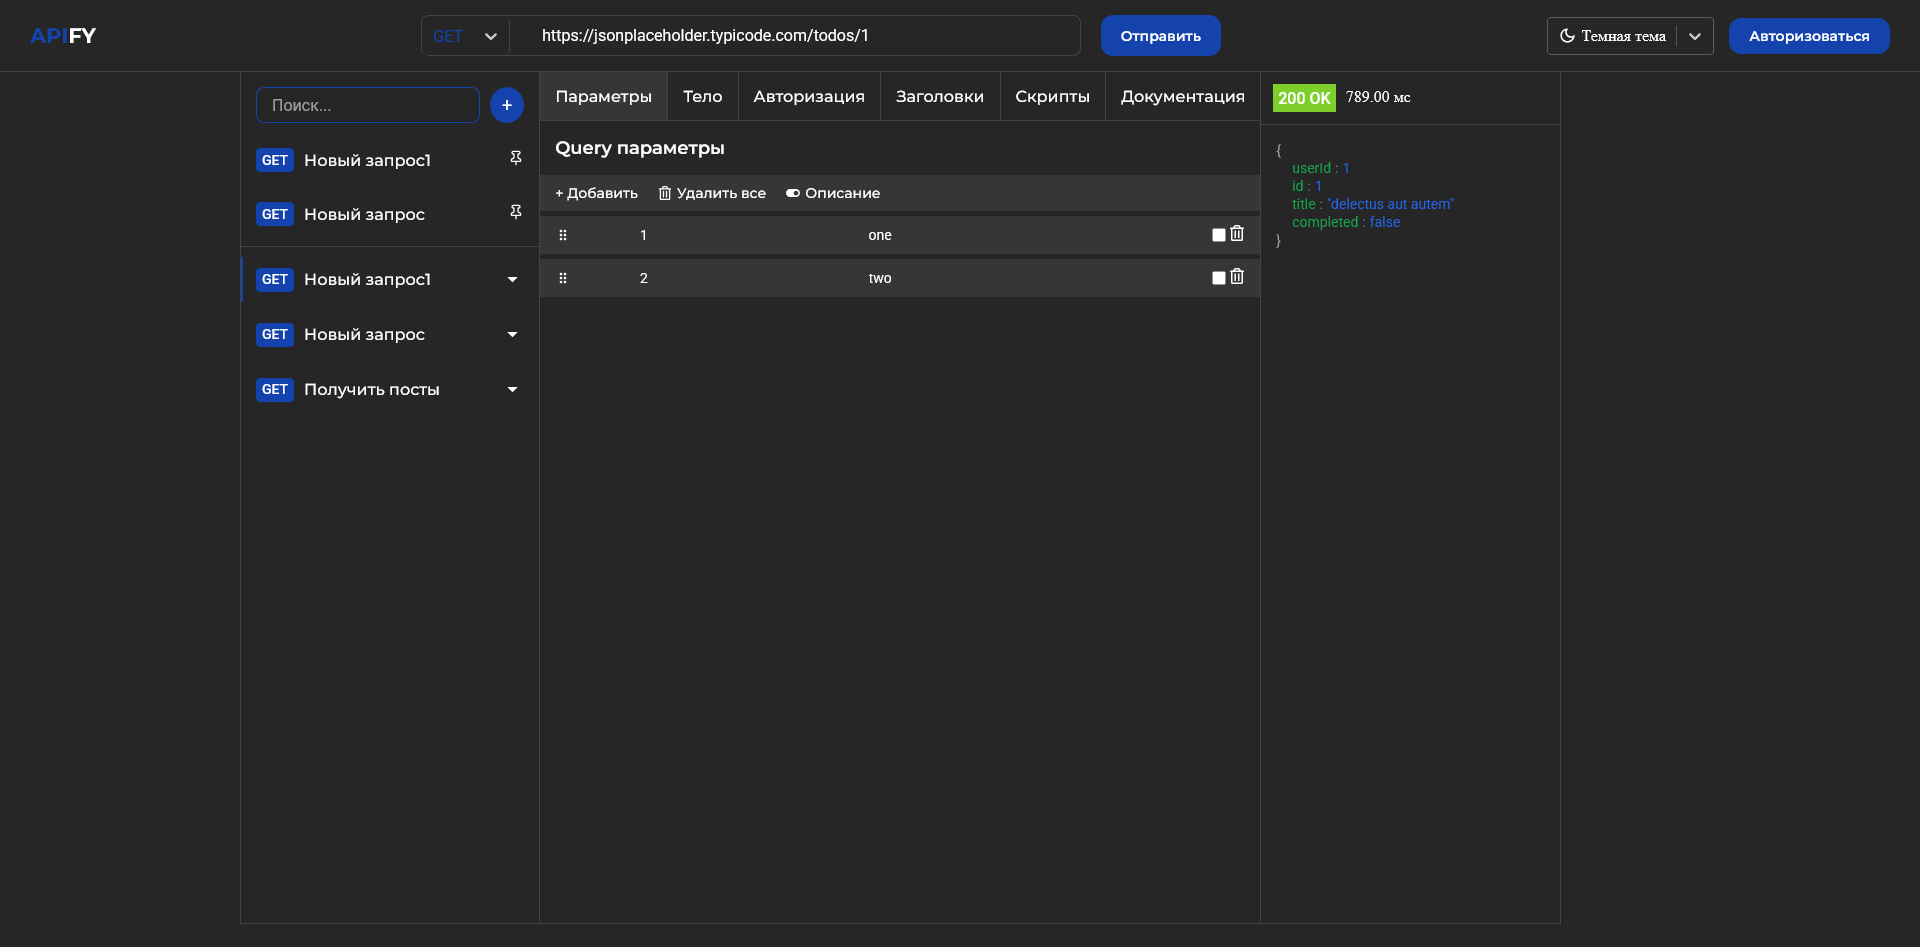 APIFY
GET
https://jsonplaceholder.typicode.com/todos/1
Отправить
Темная тема
Авторизоваться
Поиск...
+
GET Новый запрос1
GET Новый запрос
GET Новый запрос1
GET Новый запрос
GET Получить посты
Параметры Тело Авторизация Заголовки Скрипты Документация
Query параметры
+ Добавить Удалить все Описание
1 one
2 two
200 OK 789.00 мс
{
userId : 1
id : 1
title : "delectus aut autem"
completed : false
}